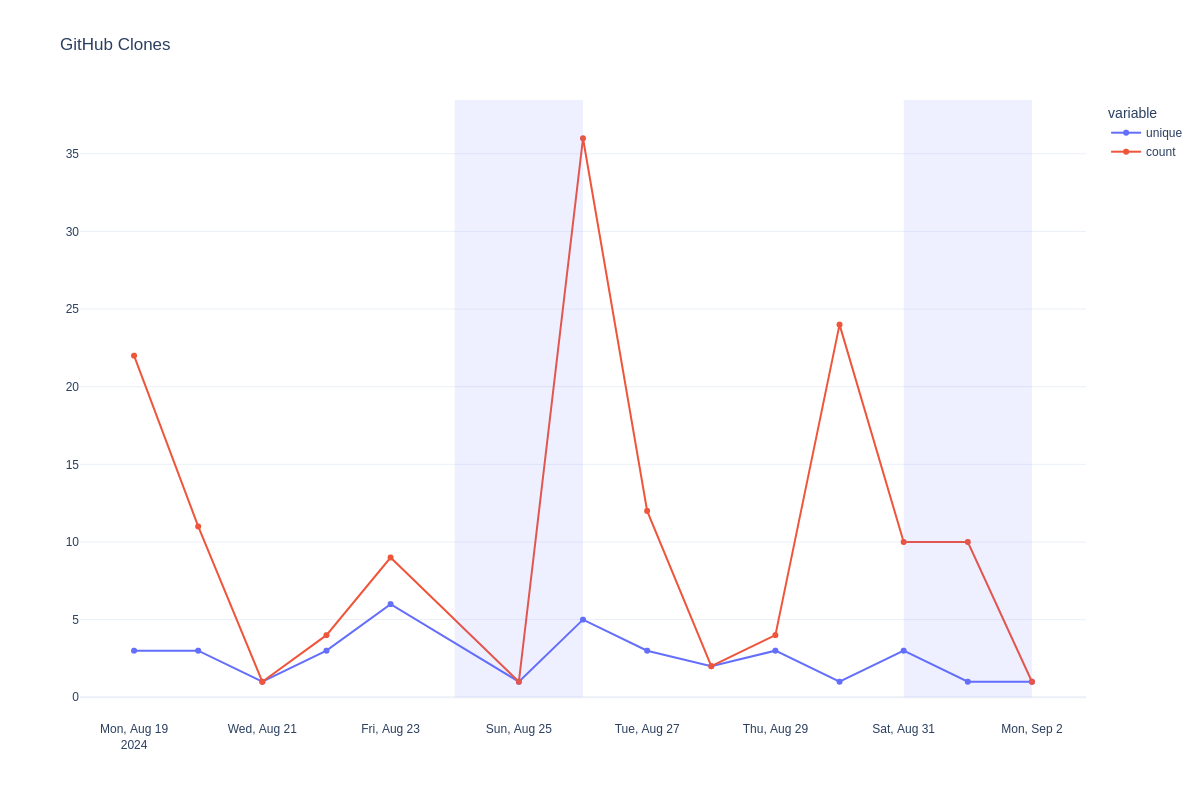 GitHub Clones
variable
unique
count
35
30
25
20
15
10
5
0
Mon, Aug 19
2024
Wed, Aug 21
Fri, Aug 23
Sun, Aug 25
Tue, Aug 27
Thu, Aug 29
Sat, Aug 31
Mon, Sep 2